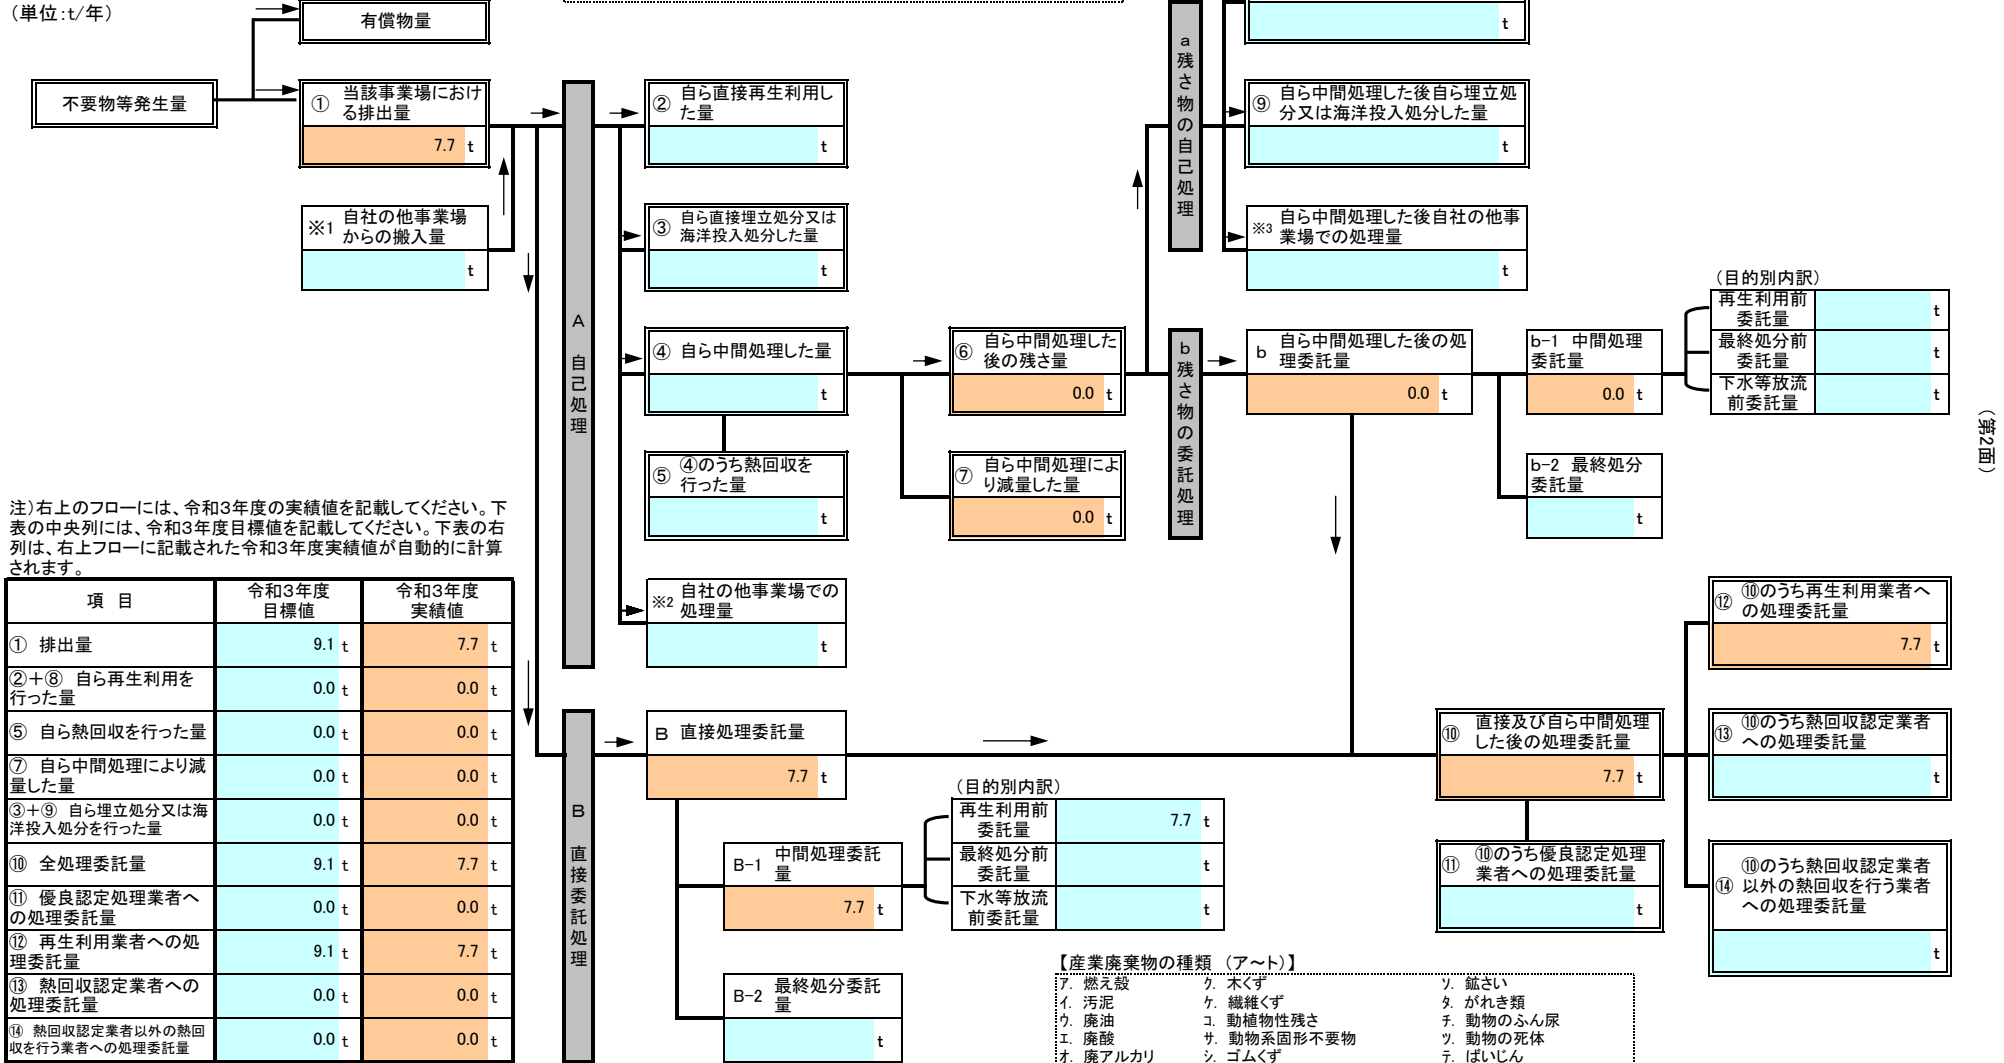 （単位：t/年）
有償物量
不要物等発生量
① 当該事業場におけ
る排出量
7.7 t
※1 自社の他事業場
からの搬入量
t
A 自己処理
② 自ら直接再生利用し
た量
t
③ 自ら直接埋立処分又は
海洋投入処分した量
t
④ 自ら中間処理した量
t
⑤ ④のうち熱回収を
行った量
t
※2 自社の他事業場での
処理量
t
⑥ 自ら中間処理した
後の残さ量
0.0 t
⑦ 自ら中間処理によ
り減量した量
0.0 t
a 残さ物の自己処理
t
⑨ 自ら中間処理した後自ら埋立処
分又は海洋投入処分した量
t
※3 自ら中間処理した後自社の他事
業場での処理量
t
b 残さ物の委託処理
b 自ら中間処理した後の処
理委託量
0.0 t
b-1 中間処理
委託量
0.0 t
b-2 最終処分
委託量
t
（目的別内訳）
再生利用前
委託量
t
最終処分前
委託量
t
下水等放流
前委託量
t
（第2面）
注）右上のフローには、令和3年度の実績値を記載してください。下
表の中央列には、令和3年度目標値を記載してください。下表の右
列は、右上フローに記載された令和3年度実績値が自動的に計算
されます。
項 目 令和3年度 令和3年度
目標値 実績値
① 排出量 9.1 t 7.7 t
②＋⑧ 自ら再生利用を
行った量 0.0 t 0.0 t
⑤ 自ら熱回収を行った量 0.0 t 0.0 t
⑦ 自ら中間処理により減
量した量 0.0 t 0.0 t
③＋⑨ 自ら埋立処分又は海
洋投入処分を行った量 0.0 t 0.0 t
⑩ 全処理委託量 9.1 t 7.7 t
⑪ 優良認定処理業者へ
の処理委託量 0.0 t 0.0 t
⑫ 再生利用業者への処
理委託量 9.1 t 7.7 t
⑬ 熱回収認定業者への
処理委託量 0.0 t 0.0 t
⑭ 熱回収認定業者以外の熱回
収を行う業者への処理委託量 0.0 t 0.0 t
B 直接委託処理
B 直接処理委託量
7.7 t
B-1 中間処理委託
量
7.7 t
B-2 最終処分委託
量
t
（目的別内訳）
再生利用前
委託量
7.7 t
最終処分前
委託量
t
下水等放流
前委託量
t
⑩ 直接及び自ら中間処理
した後の処理委託量
7.7 t
⑪ ⑩のうち優良認定処理
業者への処理委託量
t
⑫ ⑩のうち再生利用業者へ
の処理委託量
7.7 t
⑬ ⑩のうち熱回収認定業者
への処理委託量
t
⑭ ⑩のうち熱回収認定業者
以外の熱回収を行う業者
への処理委託量
t
【産業廃棄物の種類 （ア～ト）】
ア. 燃え殻 ク. 木くず ソ. 鉱さい
イ. 汚泥 ケ. 繊維くず タ. がれき類
ウ. 廃油 コ. 動植物性残さ チ. 動物のふん尿
エ. 廃酸 サ. 動物系固形不要物 ツ. 動物の死体
オ. 廃アルカリ シ. ゴムくず テ. ばいじん